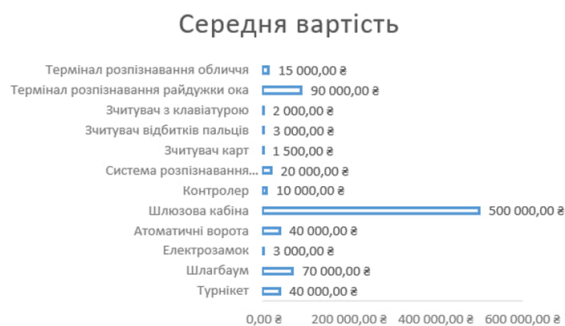 Середня вартість
Термінал розпізнавання обличчя 15 000,00 ₴
Термінал розпізнавання райдужки ока 90 000,00 ₴
Зчитувач з клавіатурою 2 000,00 ₴
Зчитувач відбитків пальців 3 000,00 ₴
Зчитувач карт 1 500,00 ₴
Система розпізнавання... 20 000,00 ₴
Контролер 10 000,00 ₴
Шлюзова кабіна 500 000,00 ₴
Атоматичні ворота 40 000,00 ₴
Електрозамок 3 000,00 ₴
Шлагбаум 70 000,00 ₴
Турнікет 40 000,00 ₴
0,00 ₴ 200 000,00 ₴ 400 000,00 ₴ 600 000,00 ₴